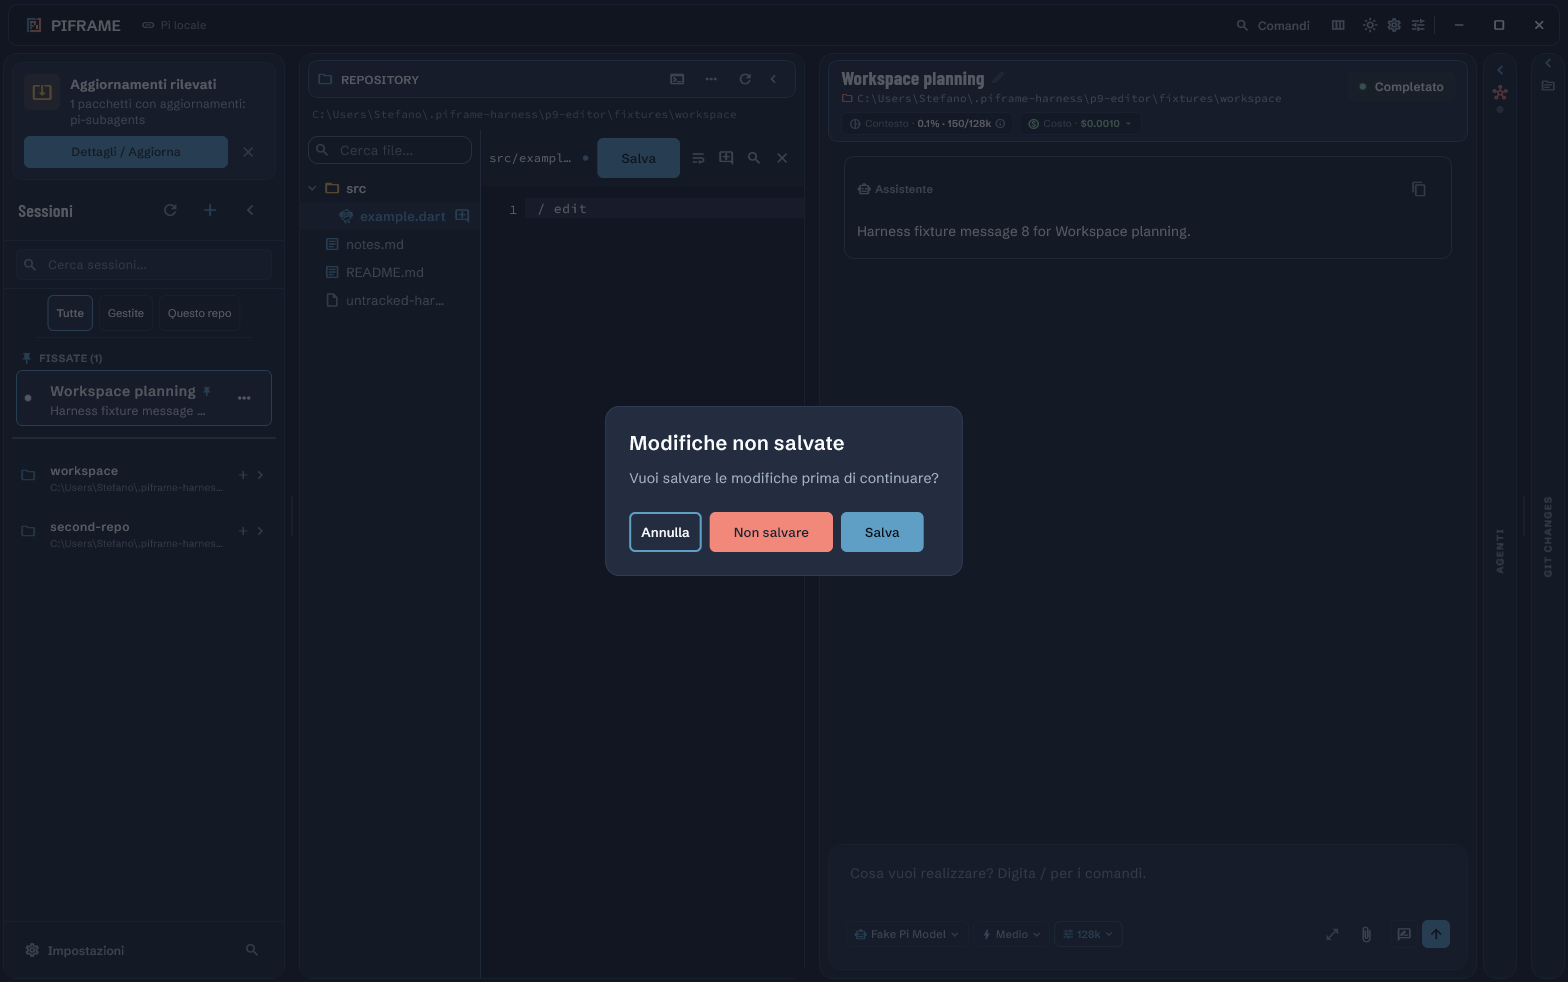 PIFRAME
Pi locale
Comandi
Aggiornamenti rilevati
1 pacchetti con aggiornamenti:
pi-subagents
Dettagli / Aggiorna
Sessioni
Cerca sessioni...
Tutte
Gestite
Questo repo
FISSATE (1)
Workspace planning
Harness fixture message ...
workspace
C:\Users\Stefano\.piframe-harnes...
second-repo
C:\Users\Stefano\.piframe-harnes...
Impostazioni
REPOSITORY
C:\Users\Stefano\.piframe-harness\p9-editor\fixtures\workspace
Cerca file...
src
example.dart
notes.md
README.md
untracked-har...
src/exampl…
Salva
1 / edit
Workspace planning
C:\Users\Stefano\.piframe-harness\p9-editor\fixtures\workspace
Contesto · 0.1% · 150/128k
Costo · $0.0010
Completato
Assistente
Harness fixture message 8 for Workspace planning.
Modifiche non salvate
Vuoi salvare le modifiche prima di continuare?
Annulla
Non salvare
Salva
Cosa vuoi realizzare? Digita / per i comandi.
Fake Pi Model
Medio
128k
AGENTI
GIT CHANGES